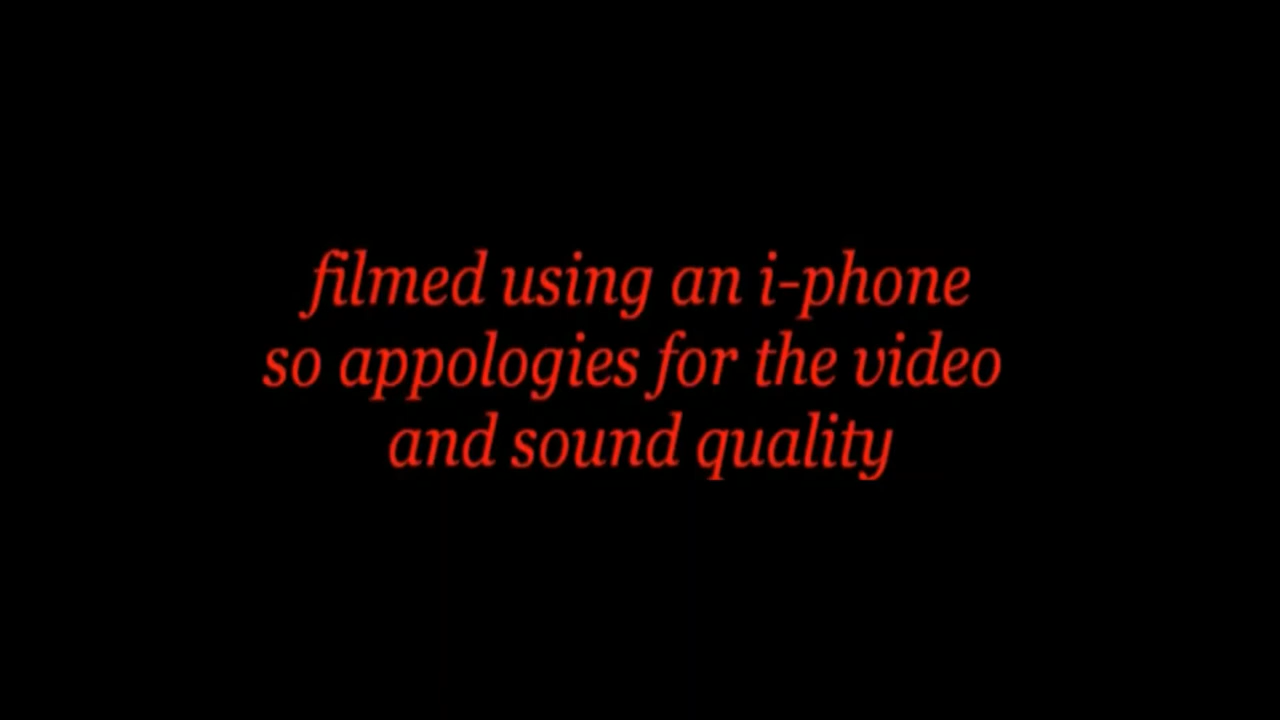 filmed using an i-phone
so appologies for the video
and sound quality